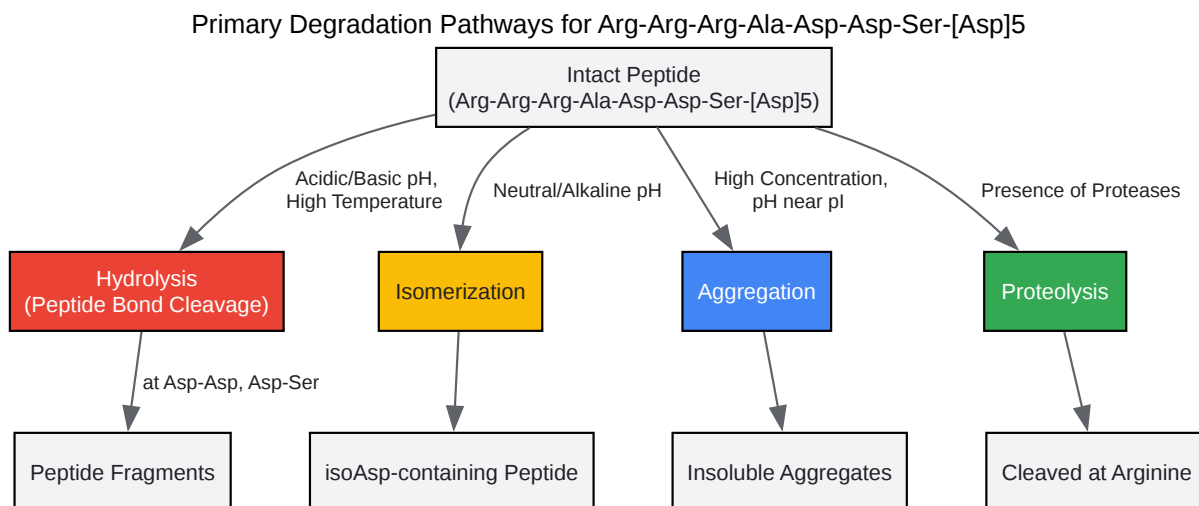 Primary Degradation Pathways for Arg-Arg-Arg-Ala-Asp-Asp-Ser-[Asp]5
Intact Peptide
(Arg-Arg-Arg-Ala-Asp-Asp-Ser-[Asp]5)
Acidic/Basic pH,
High Temperature
Neutral/Alkaline pH
High Concentration,
pH near pI
Presence of Proteases
Hydrolysis
(Peptide Bond Cleavage)
Isomerization
Aggregation
Proteolysis
at Asp-Asp, Asp-Ser
Peptide Fragments
isoAsp-containing Peptide
Insoluble Aggregates
Cleaved at Arginine